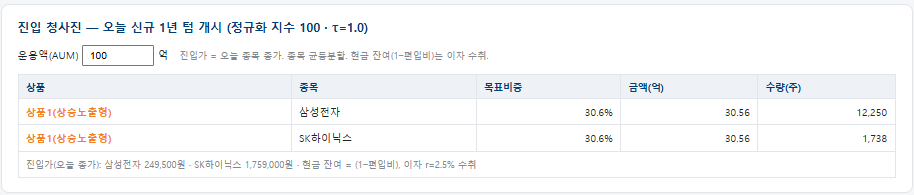 진입 청사진 — 오늘 신규 1년 텀 개시 (정규화 지수 100 · τ=1.0)
운용액(AUM) 100 억 진입가 = 오늘 종목 종가. 종목 균등분할. 현금 잔여(1−편입비)는 이자 수취.
상품 종목 목표비중 금액(억) 수량(주)
상품1(상승노출형) 삼성전자 30.6% 30.56 12,250
상품1(상승노출형) SK하이닉스 30.6% 30.56 1,738
진입가(오늘 종가): 삼성전자 249,500원 · SK하이닉스 1,759,000원 · 현금 잔여 = (1−편입비), 이자 r=2.5% 수취